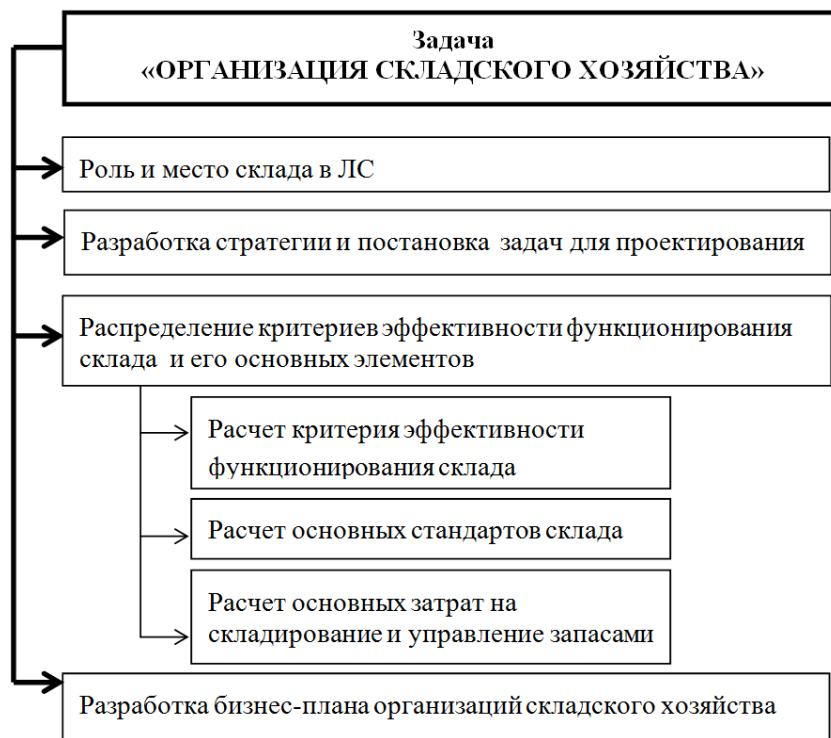 Задача
«ОРГАНИЗАЦИЯ СКЛАДСКОГО ХОЗЯЙСТВА»
Роль и место склада в ЛС
Разработка стратегии и постановка задач для проектирования
Распределение критериев эффективности функционирования
склада и его основных элементов
Расчет критерия эффективности
функционирования склада
Расчет основных стандартов склада
Расчет основных затрат на
складирование и управление запасами
Разработка бизнес-плана организаций складского хозяйства